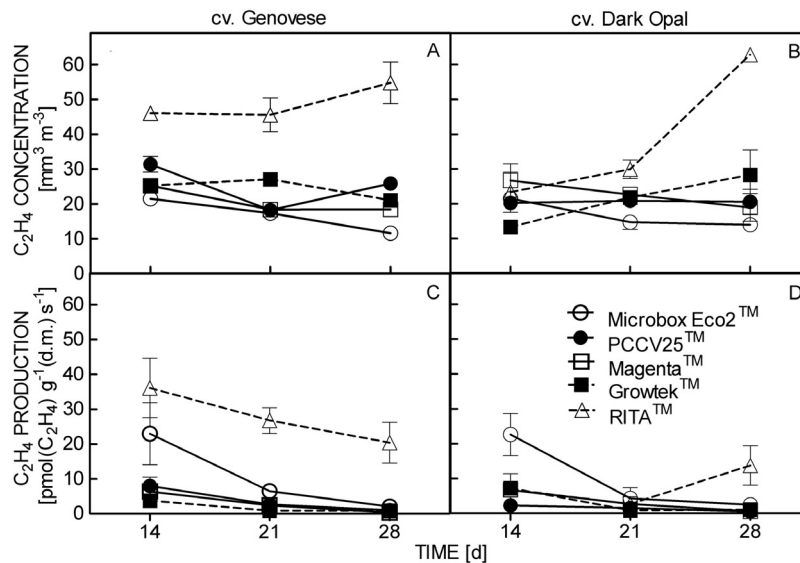 cv. Genovese
cv. Dark Opal
A
B
C₂H₄ CONCENTRATION
[mm³ m⁻³]
60
50
40
30
20
10
0
C
D
C₂H₄ PRODUCTION
[pmol(C₂H₄) g⁻¹(d.m.) s⁻¹]
60
50
40
30
20
10
0
Microbox Eco2™
PCCV25™
Magenta™
Growtek™
RITA™
14
21
28
14
21
28
TIME [d]